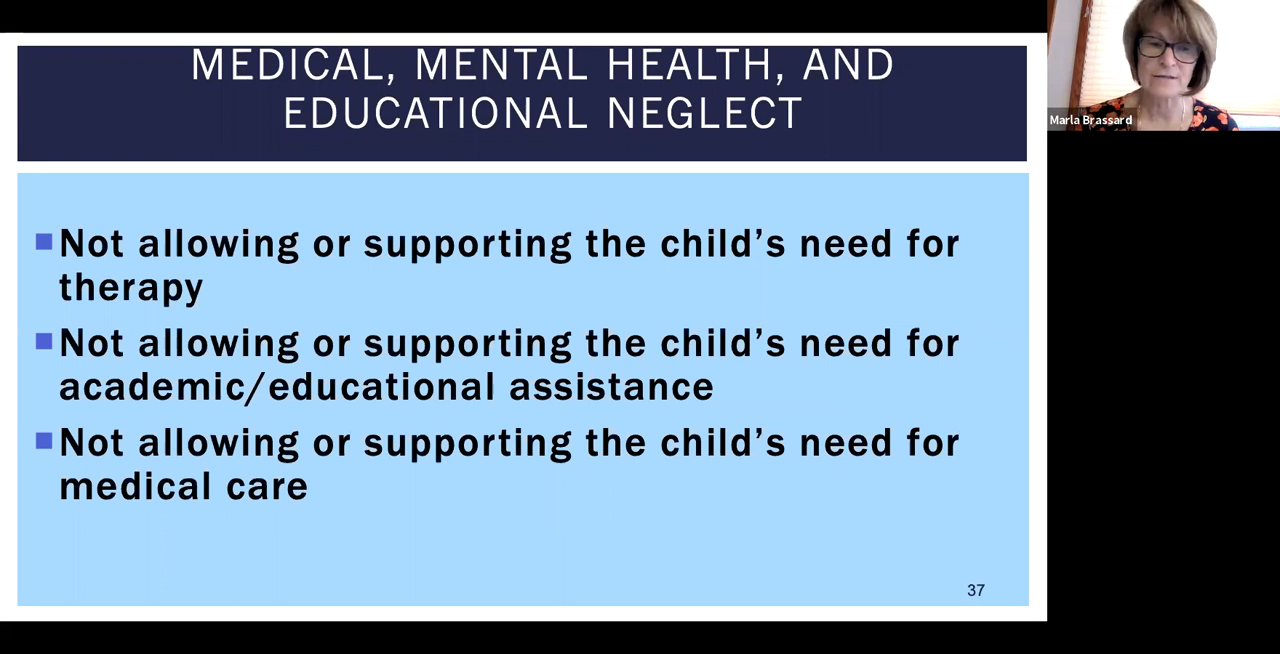 MEDICAL, MENTAL HEALTH, AND
EDUCATIONAL NEGLECT
Marla Brassard
Not allowing or supporting the child’s need for
therapy
Not allowing or supporting the child’s need for
academic/educational assistance
Not allowing or supporting the child’s need for
medical care
37